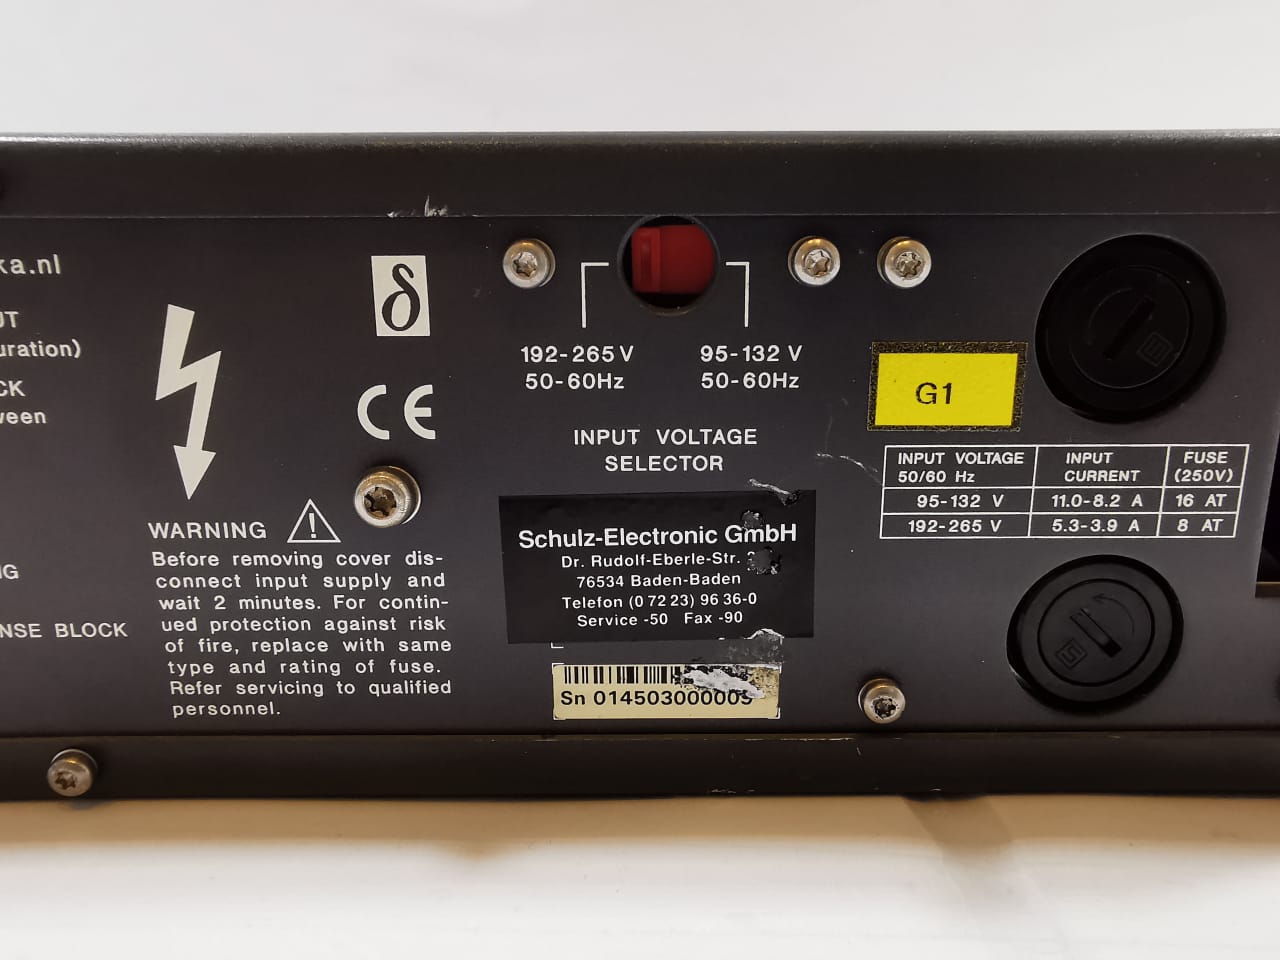 ka.nl
UT
uration)
CK
ween
NG
ENSE BLOCK
δ
CE
WARNING
Before removing cover dis-
connect input supply and
wait 2 minutes. For contin-
ued protection against risk
of fire, replace with same
type and rating of fuse.
Refer servicing to qualified
personnel.
192-265 V
50-60Hz
95-132 V
50-60Hz
INPUT VOLTAGE
SELECTOR
Schulz-Electronic GmbH
Dr. Rudolf-Eberle-Str.
76534 Baden-Baden
Telefon (0 72 23) 96 36-0
Service -50 Fax -90
Sn 014503000005
G1
INPUT VOLTAGE 50/60 Hz INPUT CURRENT FUSE (250V)
95-132 V 11.0-8.2 A 16 AT
192-265 V 5.3-3.9 A 8 AT